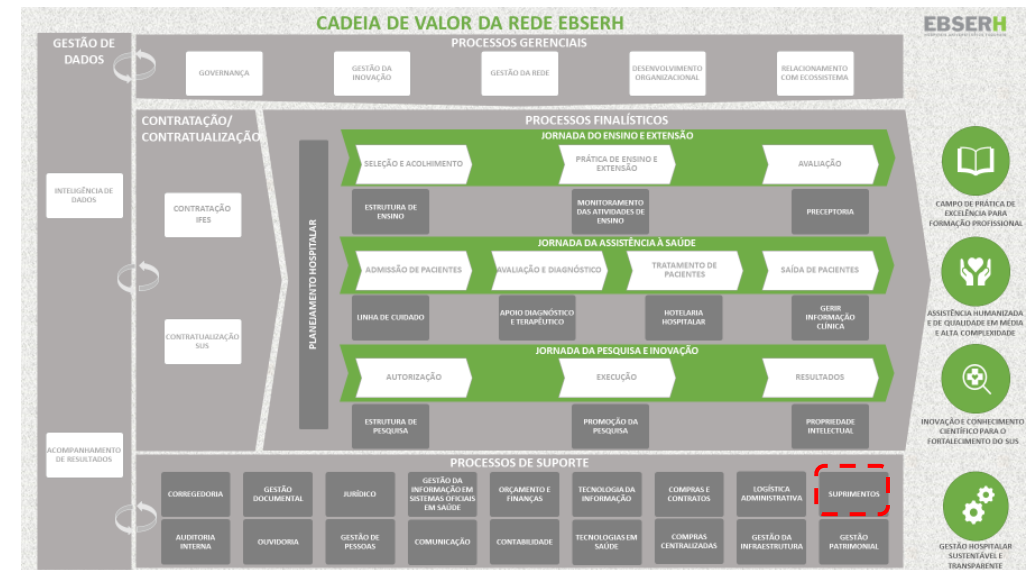 CADEIA DE VALOR DA REDE EBSERH
EBSERH
GESTÃO DE
DADOS
PROCESSOS GERENCIAIS
GOVERNANÇA
GESTÃO DA
INOVAÇÃO
GESTÃO DA REDE
DESENVOLVIMENTO
ORGANIZACIONAL
RELACIONAMENTO
COM ECOSSISTEMA
INTELIGÊNCIA DE
DADOS
ACOMPANHAMENTO
DE RESULTADOS
CONTRATAÇÃO/
CONTRATUALIZAÇÃO
CONTRATAÇÃO
IFES
CONTRATUALIZAÇÃO
SUS
PROCESSOS FINALÍSTICOS
PLANEJAMENTO HOSPITALAR
JORNADA DO ENSINO E EXTENSÃO
SELEÇÃO E ACOLHIMENTO
PRÁTICA DE ENSINO E
EXTENSÃO
AVALIAÇÃO
ESTRUTURA DE
ENSINO
MONITORAMENTO
DAS ATIVIDADES DE
ENSINO
PRECEPTORIA
JORNADA DA ASSISTÊNCIA À SAÚDE
ADMISSÃO DE PACIENTES
AVALIAÇÃO E DIAGNÓSTICO
TRATAMENTO DE
PACIENTES
SAÍDA DE PACIENTES
LINHA DE CUIDADO
APOIO DIAGNÓSTICO
E TERAPÊUTICO
HOTELARIA
HOSPITALAR
GERIR
INFORMAÇÃO
CLÍNICA
JORNADA DA PESQUISA E INOVAÇÃO
AUTORIZAÇÃO
EXECUÇÃO
RESULTADOS
ESTRUTURA DE
PESQUISA
PROMOÇÃO DA
PESQUISA
PROPRIEDADE
INTELECTUAL
PROCESSOS DE SUPORTE
CORREGEDORIA
GESTÃO
DOCUMENTAL
JURÍDICO
GESTÃO DA
INFORMAÇÃO EM
SISTEMAS OFICIAIS
EM SAÚDE
ORÇAMENTO E
FINANÇAS
TECNOLOGIA DA
INFORMAÇÃO
COMPRAS E
CONTRATOS
LOGÍSTICA
ADMINISTRATIVA
SUPRIMENTOS
AUDITORIA
INTERNA
OUVIDORIA
GESTÃO DE
PESSOAS
COMUNICAÇÃO
CONTABILIDADE
TECNOLOGIAS EM
SAÚDE
COMPRAS
CENTRALIZADAS
GESTÃO DA
INFRAESTRUTURA
GESTÃO
PATRIMONIAL
CAMPO DE PRÁTICA DE
EXCELÊNCIA PARA
FORMAÇÃO PROFISSIONAL
ASSISTÊNCIA HUMANIZADA
E DE QUALIDADE EM MÉDIA
E ALTA COMPLEXIDADE
INOVAÇÃO E CONHECIMENTO
CIENTÍFICO PARA O
FORTALECIMENTO DO SUS
GESTÃO HOSPITALAR
SUSTENTÁVEL E
TRANSPARENTE